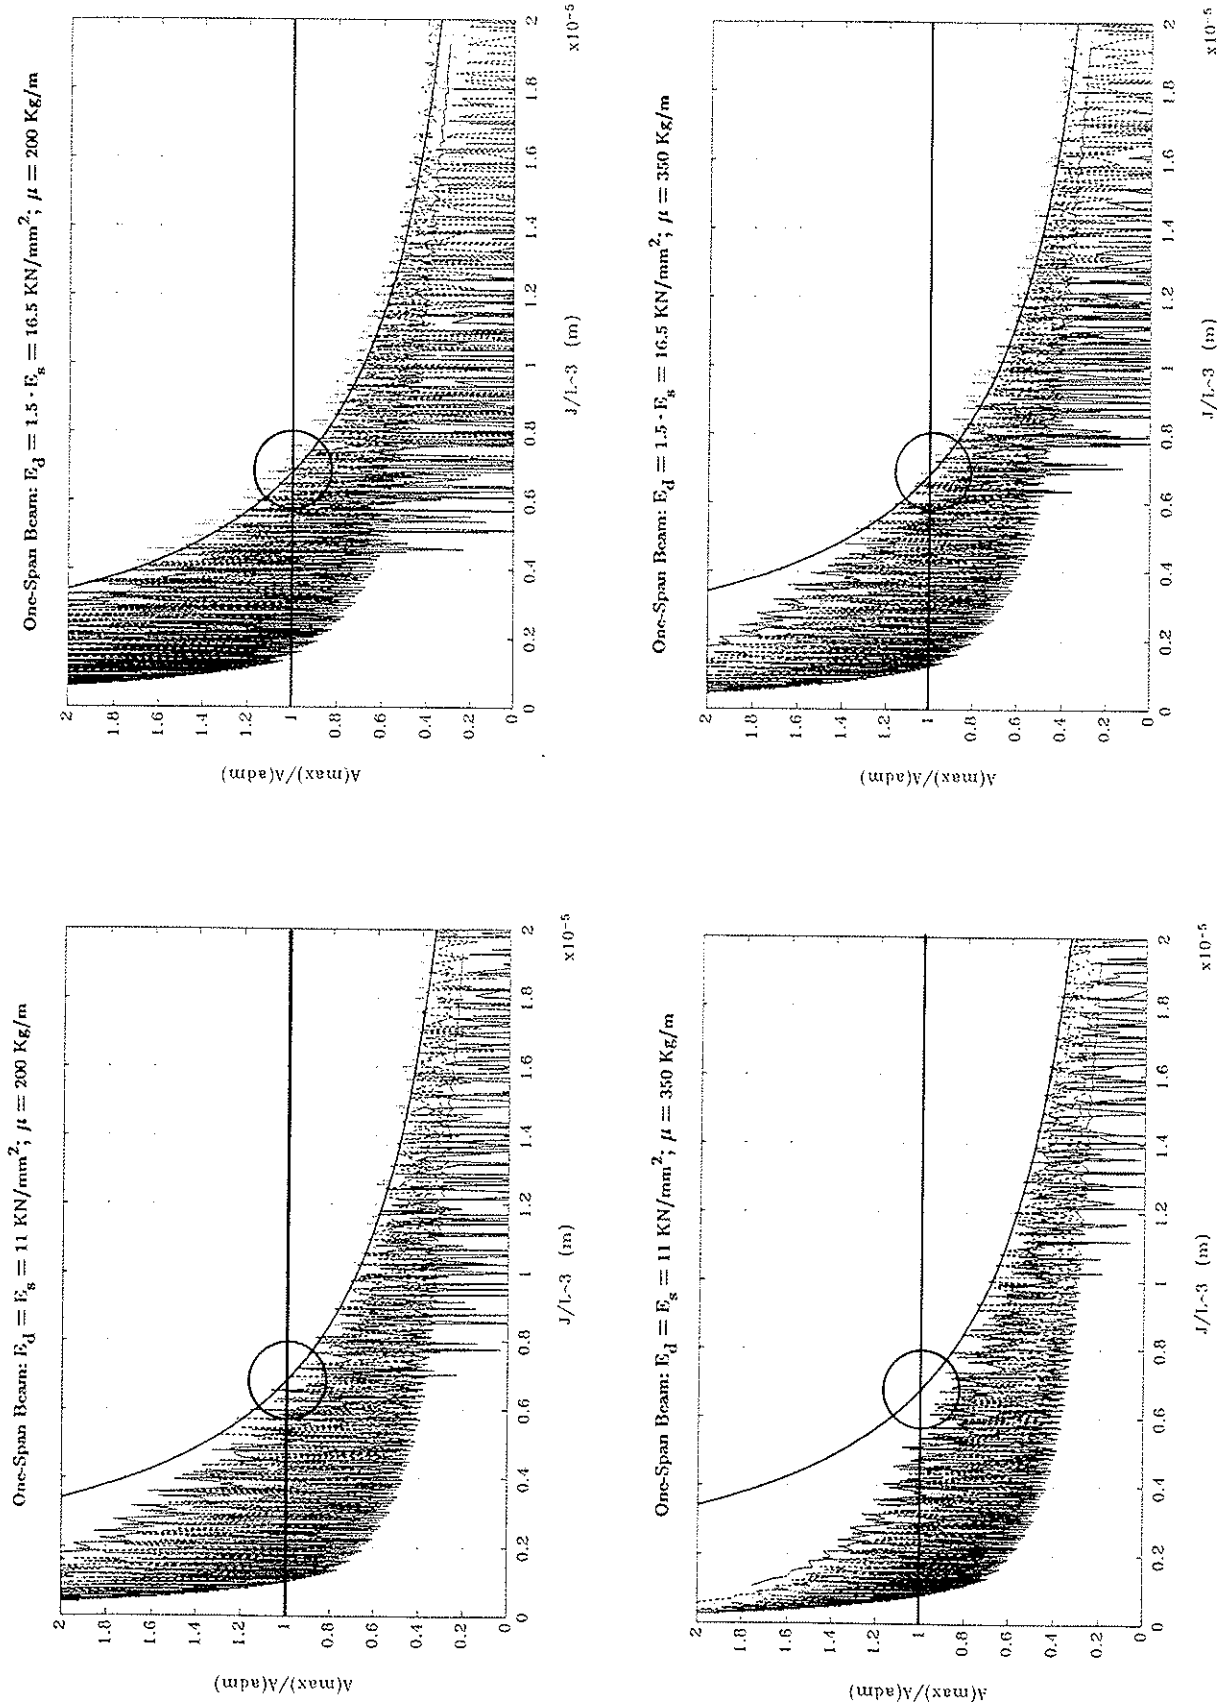 One-Span Beam: E_d = E_s = 11 KN/mm²; μ = 200 Kg/m
A(max)/A(adm)
2
1.8
1.6
1.4
1.2
1
0.8
0.6
0.4
0.2
0
0 0.2 0.4 0.6 0.8 1 1.2 1.4 1.6 1.8 2
x10-5
J/L~3 (m)
One-Span Beam: E_d = 1.5·E_s = 16.5 KN/mm²; μ = 200 Kg/m
A(max)/A(adm)
2
1.8
1.6
1.4
1.2
1
0.8
0.6
0.4
0.2
0
0 0.2 0.4 0.6 0.8 1 1.2 1.4 1.6 1.8 2
x10-5
J/L~3 (m)
One-Span Beam: E_d = E_s = 11 KN/mm²; μ = 350 Kg/m
A(max)/A(adm)
2
1.8
1.6
1.4
1.2
1
0.8
0.6
0.4
0.2
0
0 0.2 0.4 0.6 0.8 1 1.2 1.4 1.6 1.8 2
x10-5
J/L~3 (m)
One-Span Beam: E_d = 1.5·E_s = 16.5 KN/mm²; μ = 350 Kg/m
A(max)/A(adm)
2
1.8
1.6
1.4
1.2
1
0.8
0.6
0.4
0.2
0
0 0.2 0.4 0.6 0.8 1 1.2 1.4 1.6 1.8 2
x10-5
J/L~3 (m)